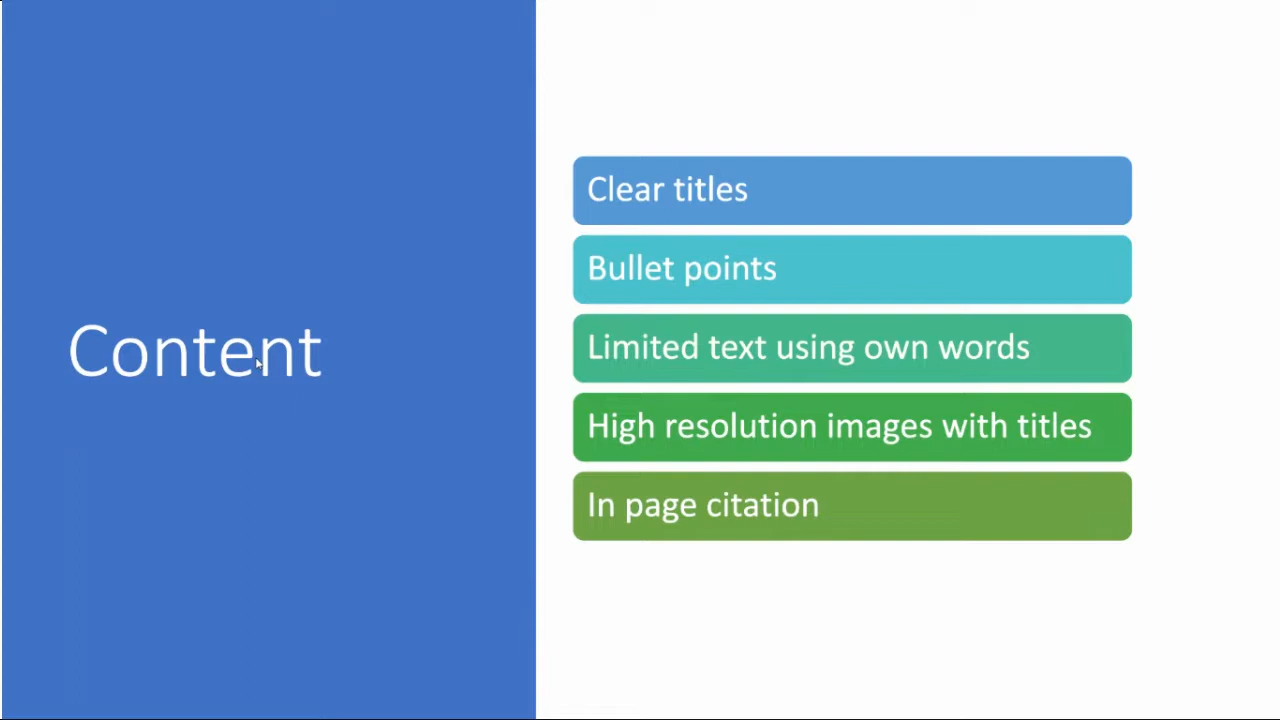 Content
Clear titles
Bullet points
Limited text using own words
High resolution images with titles
In page citation